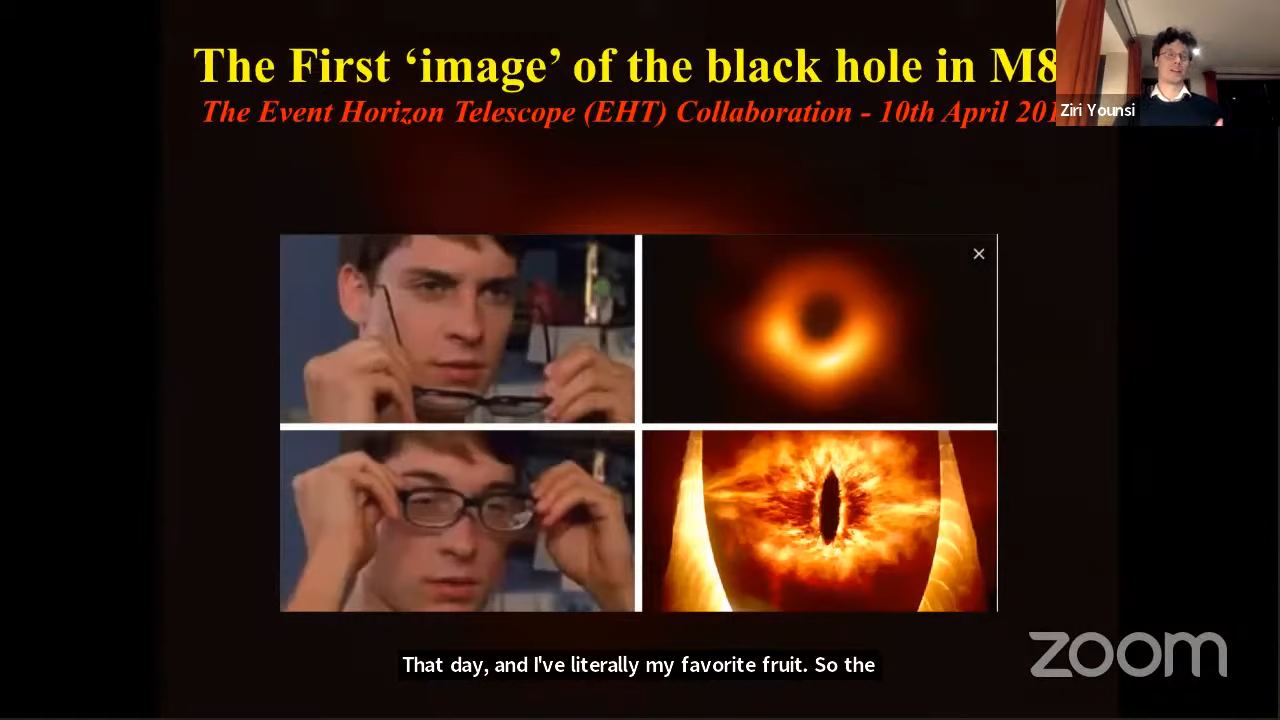 The First ‘image’ of the black hole in M8
The Event Horizon Telescope (EHT) Collaboration - 10th April 201
Ziri Younsi
That day, and I've literally my favorite fruit. So the
zoom